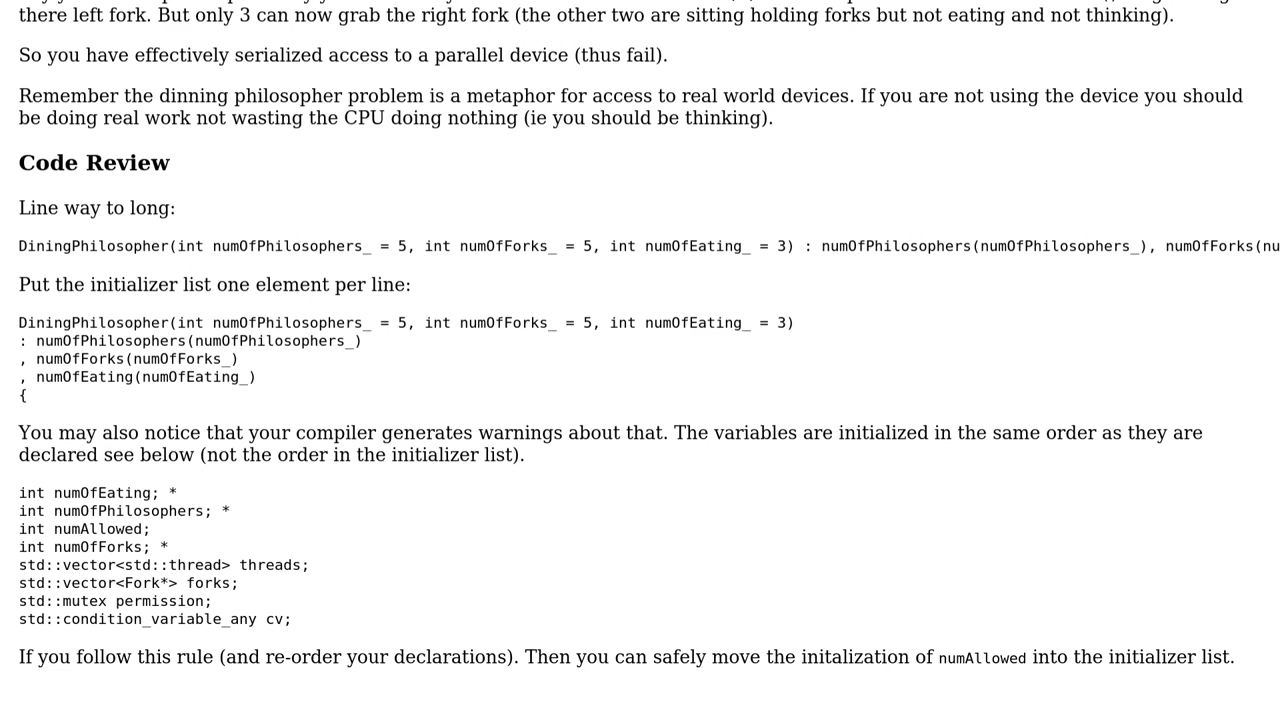 there left fork. But only 3 can now grab the right fork (the other two are sitting holding forks but not eating and not thinking).
So you have effectively serialized access to a parallel device (thus fail).
Remember the dinning philosopher problem is a metaphor for access to real world devices. If you are not using the device you should
be doing real work not wasting the CPU doing nothing (ie you should be thinking).
Code Review
Line way to long:
DiningPhilosopher(int numOfPhilosophers_ = 5, int numOfForks_ = 5, int numOfEating_ = 3) : numOfPhilosophers(numOfPhilosophers_), numOfForks(nu
Put the initializer list one element per line:
DiningPhilosopher(int numOfPhilosophers_ = 5, int numOfForks_ = 5, int numOfEating_ = 3)
: numOfPhilosophers(numOfPhilosophers_)
, numOfForks(numOfForks_)
, numOfEating(numOfEating_)
{
You may also notice that your compiler generates warnings about that. The variables are initialized in the same order as they are
declared see below (not the order in the initializer list).
int numOfEating; *
int numOfPhilosophers; *
int numAllowed;
int numOfForks; *
std::vector<std::thread> threads;
std::vector<Fork*> forks;
std::mutex permission;
std::condition_variable_any cv;
If you follow this rule (and re-order your declarations). Then you can safely move the initalization of numAllowed into the initializer list.